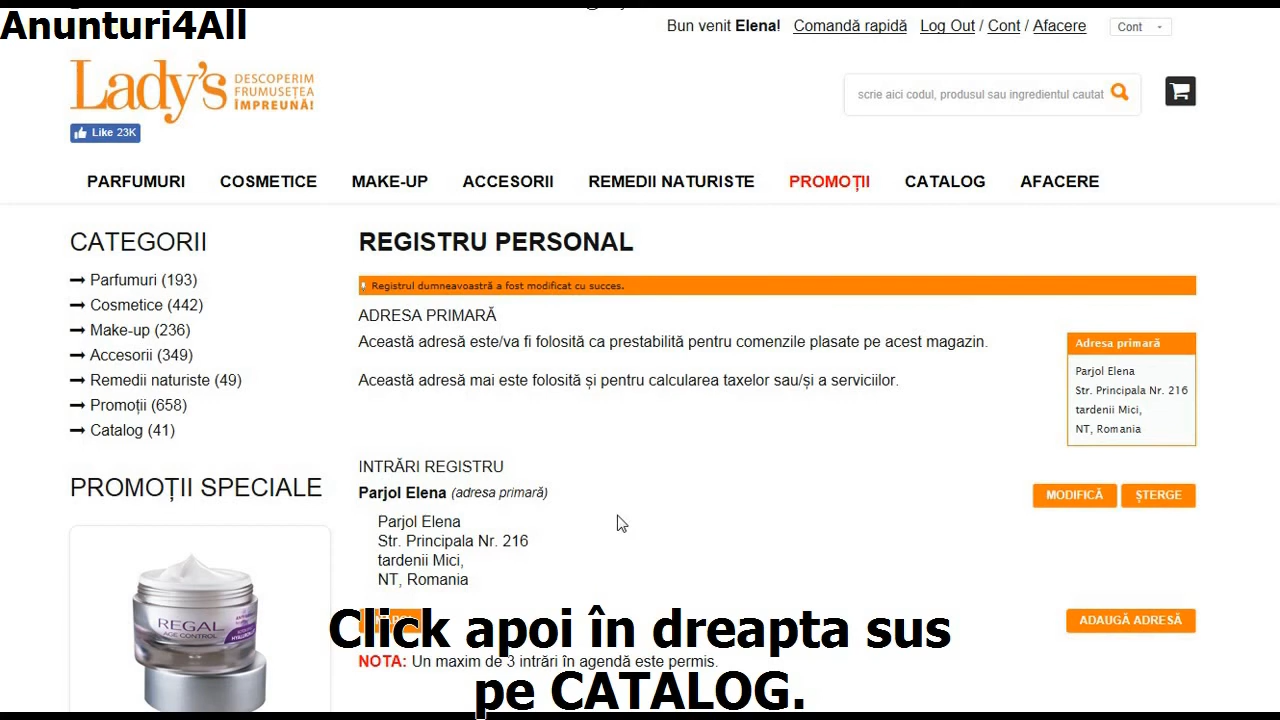 Anunturi4All
Bun venit Elena! Comandă rapidă Log Out / Cont / Afacere Cont
Lady's DESCOPERIM
FRUMUSEȚEA
ÎMPREUNĂ!
Like 23K
scrie aici codul, produsul sau ingredientul cautat
PARFUMURI COSMETICE MAKE-UP ACCESORII REMEDII NATURISTE PROMOȚII CATALOG AFACERE
CATEGORII
Parfumuri (193)
Cosmetice (442)
Make-up (236)
Accesorii (349)
Remedii naturiste (49)
Promoții (658)
Catalog (41)
PROMOȚII SPECIALE
REGAL
AGE CONTROL
REGISTRU PERSONAL
Registrul dumneavoastră a fost modificat cu succes.
ADRESA PRIMARĂ
Această adresă este/va fi folosită ca prestabilită pentru comenzile plasate pe acest magazin.
Această adresă mai este folosită și pentru calcularea taxelor sau/și a serviciilor.
Adresa primară
Parjol Elena
Str. Principala Nr. 216
tardenii Mici,
NT, Romania
INTRĂRI REGISTRU
Parjol Elena (adresa primară)
MODIFICĂ ȘTERGE
Parjol Elena
Str. Principala Nr. 216
tardenii Mici,
NT, Romania
ADAUGĂ ADRESĂ
NOTA: Un maxim de 3 intrări în agendă este permis.
Click apoi în dreapta sus
pe CATALOG.